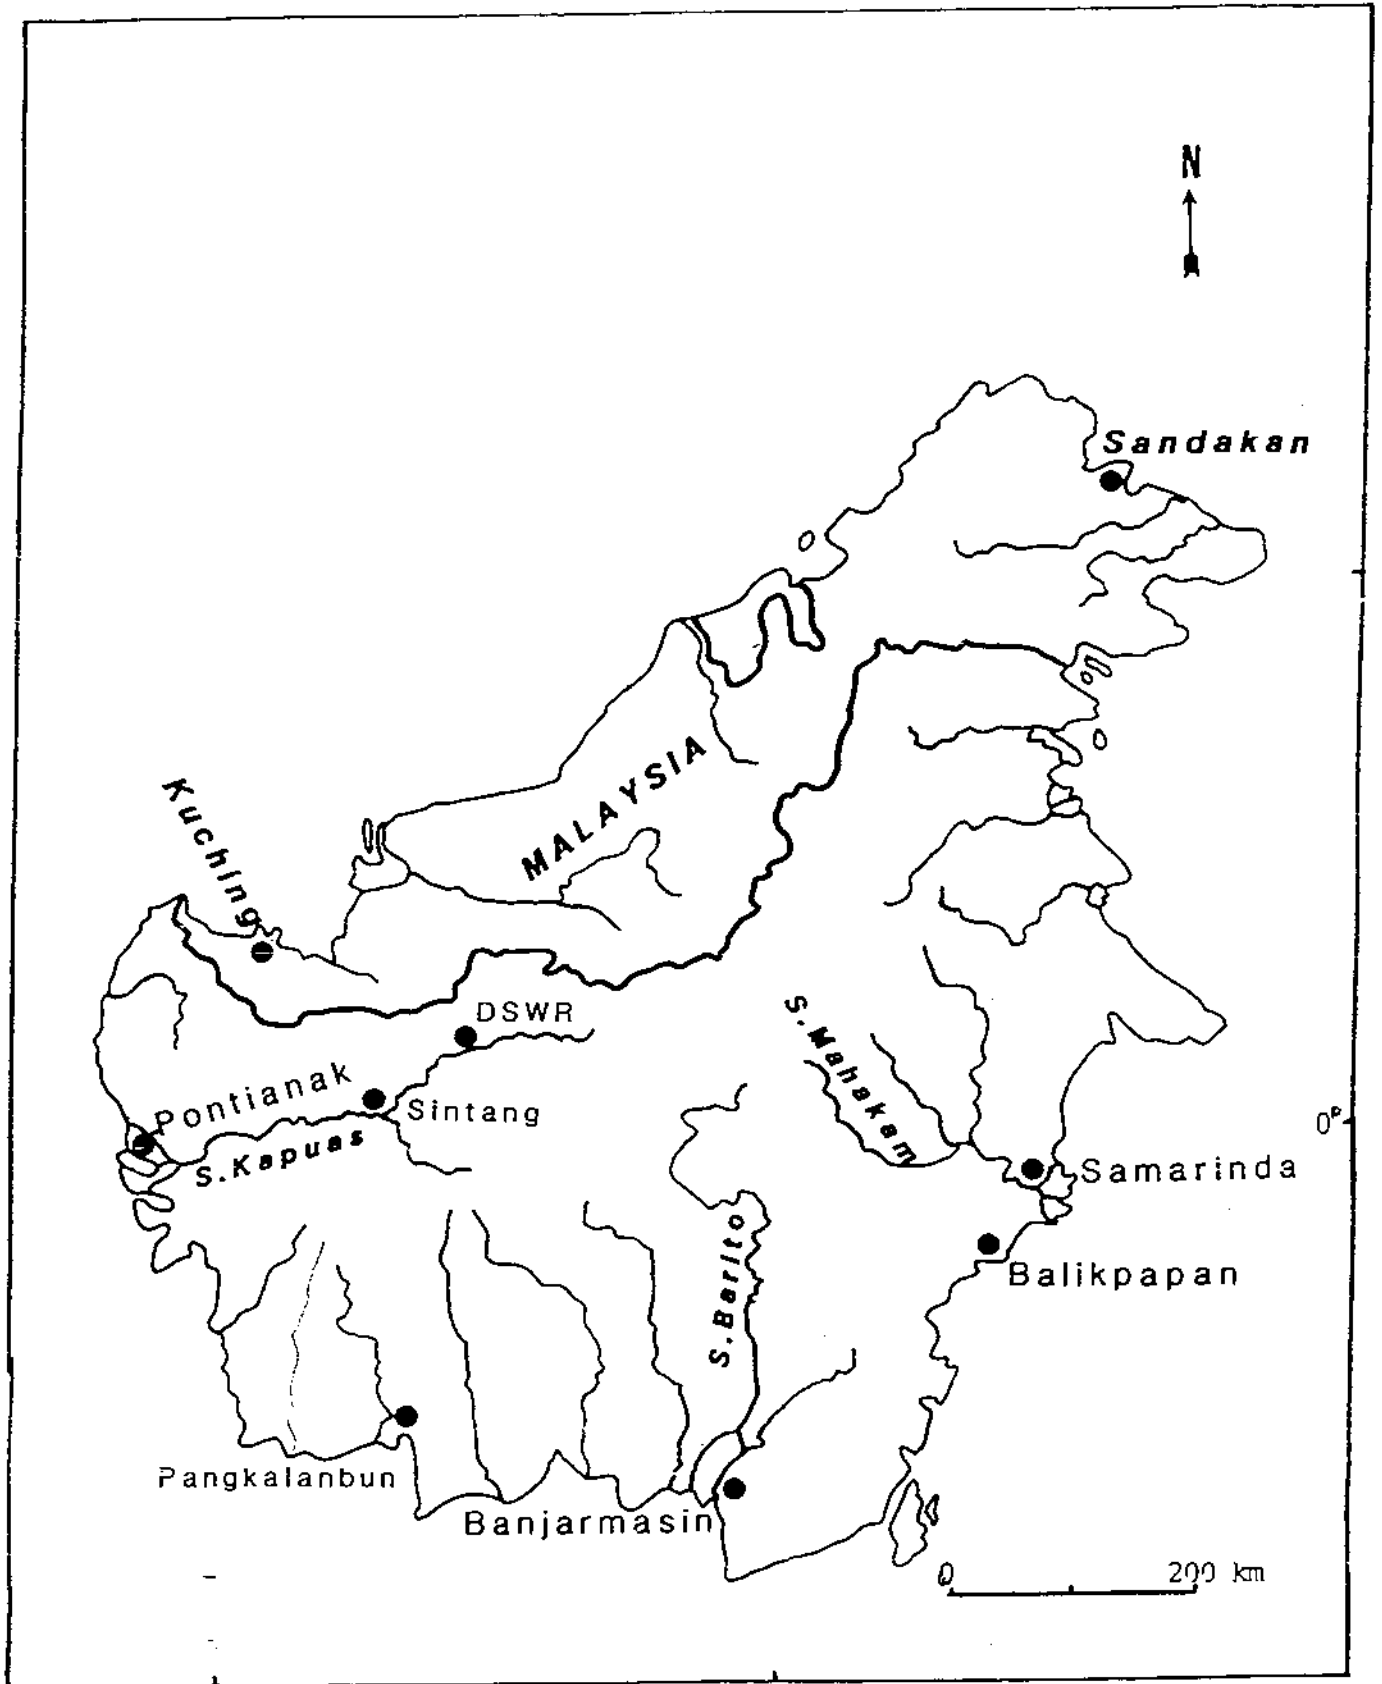 N
Sandakan
MALAYSIA
Kuching
DSWR
S.Mahakam
Pontianak
Sintang
0°
S.Kapuas
Samarinda
S.Barito
Balikpapan
Pangkalanbun
Banjarmasin
0 200 km